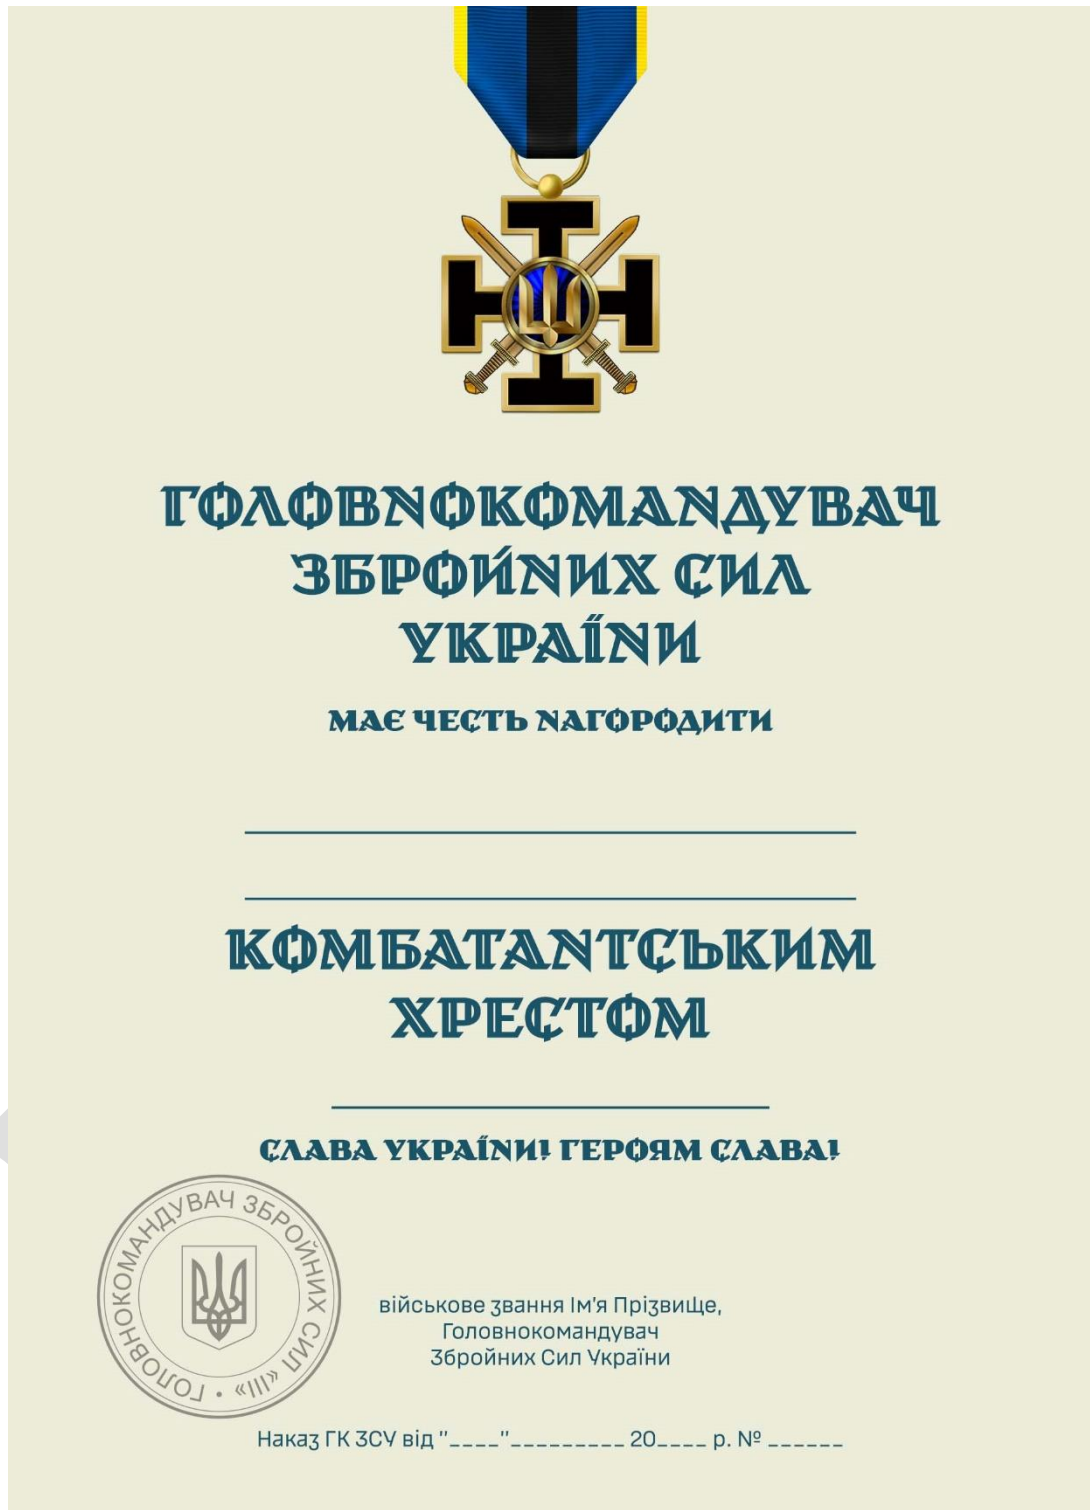 ГОЛОВНОКОМАНДУВАЧ
ЗБРОЙНИХ СИЛ
УКРАЇНИ
МАЄ ЧЕСТЬ НАГОРОДИТИ
КОМБАТАНТСЬКИМ
ХРЕСТОМ
СЛАВА УКРАЇНИ! ГЕРОЯМ СЛАВА!
ГОЛОВНОКОМАНДУВАЧ ЗБРОЙНИХ СИЛ «III» •
військове звання Ім'я Прізвище,
Головнокомандувач
Збройних Сил України
Наказ ГК ЗСУ від "____"_________ 20____ р. № ______